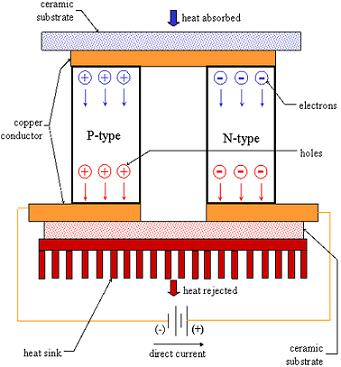 ceramic
substrate
heat absorbed
electrons
copper
conductor
P-type
N-type
holes
heat rejected
(-)
(+)
heat sink
direct current
ceramic
substrate